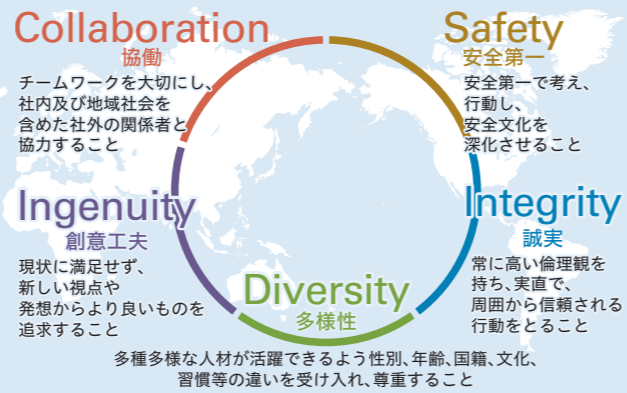 Collaboration
協働
チームワークを大切にし、
社内及び地域社会を
含めた社外の関係者と
協力すること
Safety
安全第一
安全第一で考え、
行動し、
安全文化を
深化させること
Ingenuity
創意工夫
現状に満足せず、
新しい視点や
発想からより良いものを
追求すること
Integrity
誠実
常に高い倫理観を
持ち、実直で、
周囲から信頼される
行動をとること
Diversity
多様性
多種多様な人材が活躍できるよう性別、年齢、国籍、文化、
習慣等の違いを受け入れ、尊重すること